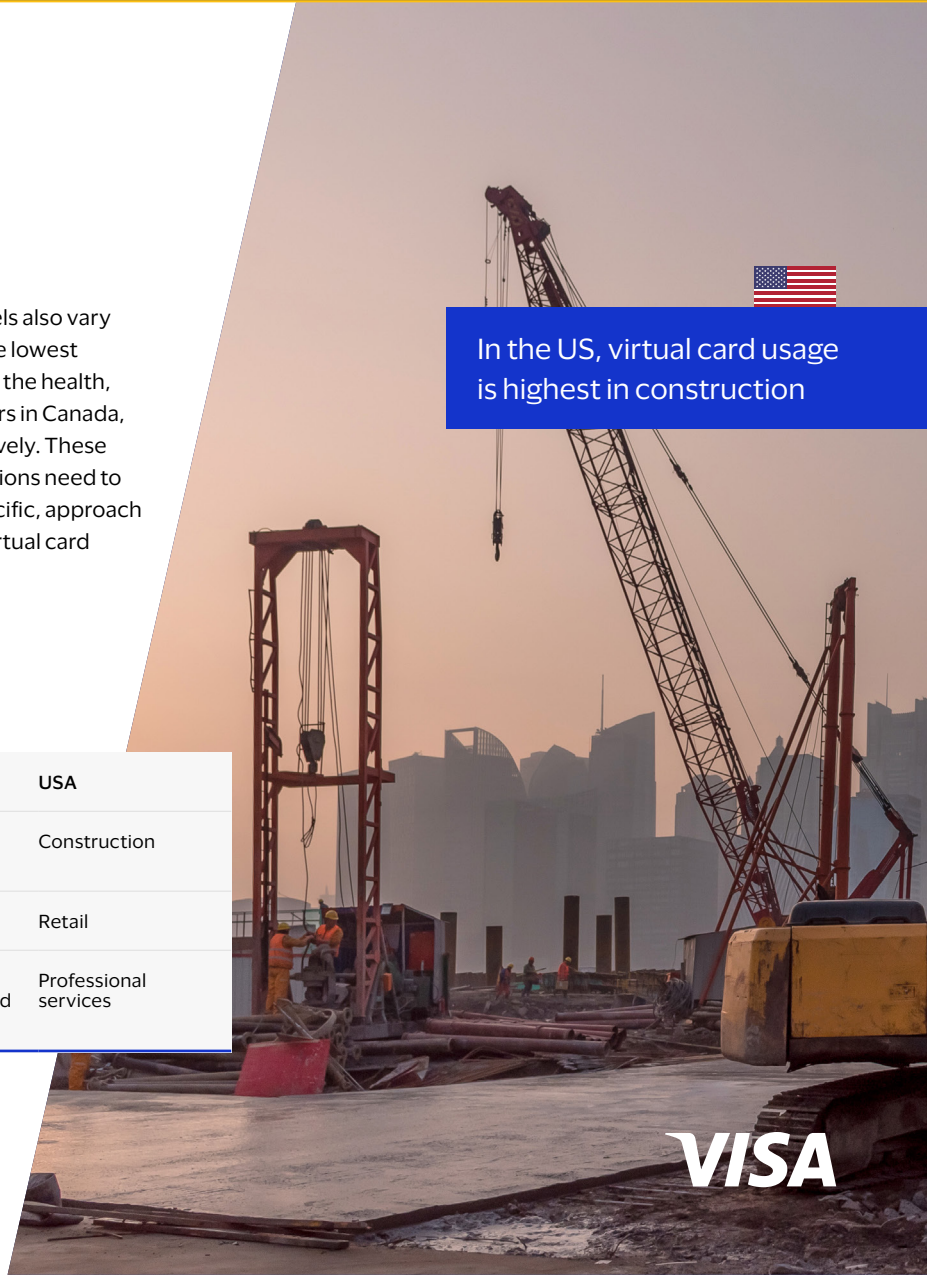 els also vary
e lowest
the health,
rs in Canada,
vely. These
ions need to
cific, approach
rtual card
In the US, virtual card usage
is highest in construction
USA
Construction
Retail
Professional
d services
VISA